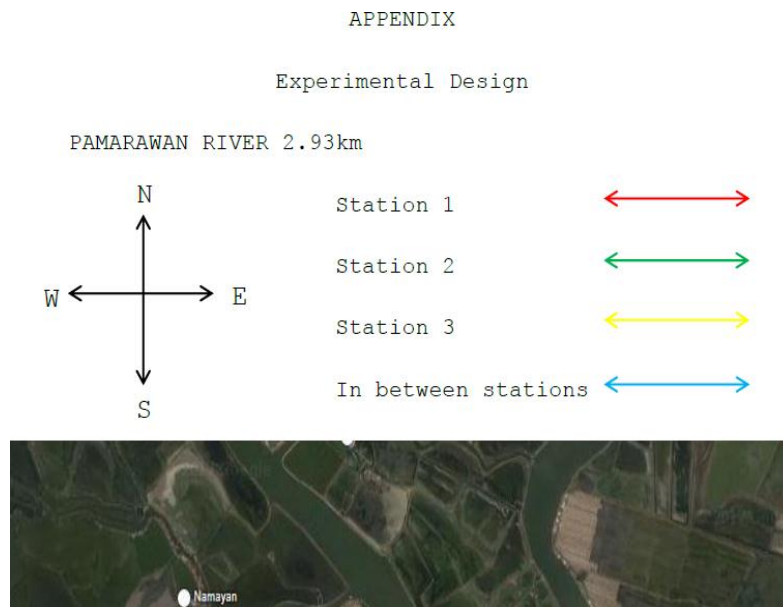 APPENDIX
Experimental Design
PAMARAWAN RIVER 2.93km
N
W
E
S
Station 1
Station 2
Station 3
In between stations
Namayan